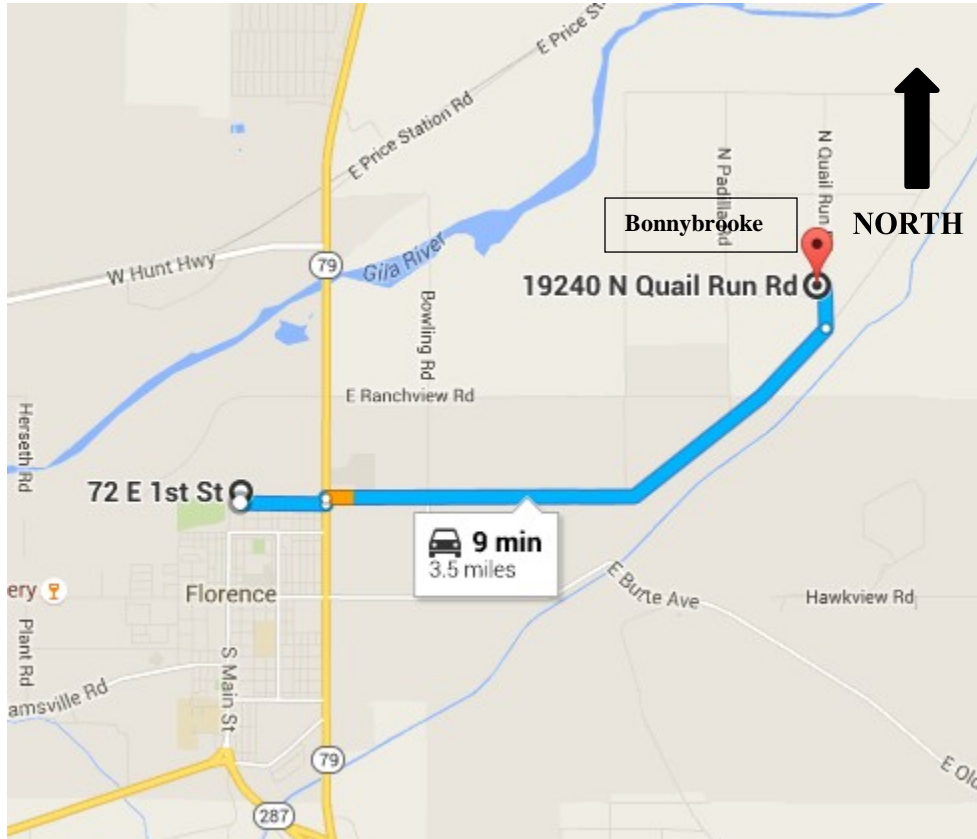 E Price St
E Price Station Rd
N Padilla Rd
N Quail Run R
Bonnybrooke
NORTH
W Hunt Hwy
79
Gila River
19240 N Quail Run Rd
Bowling Rd
E Ranchview Rd
Herseth Rd
72 E 1st St
9 min
3.5 miles
ery
Florence
E Butte Ave
Hawkview Rd
Plant Rd
S Main St
amsville Rd
79
E Old
287